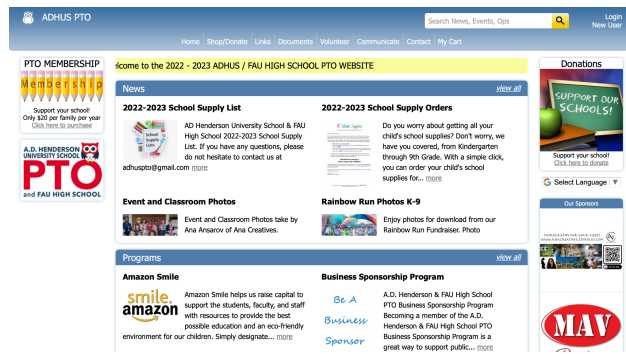 ADHUS PTO
Search News, Events, Ops
Login
New User
Home Shop/Donate Links Documents Volunteer Communicate Contact My Cart
PTO MEMBERSHIP
Membership
Support your school!
Only $20 per family per year
Click here to purchase
A.D. HENDERSON
UNIVERSITY SCHOOL
PTO
and FAU HIGH SCHOOL
elcome to the 2022 - 2023 ADHUS / FAU HIGH SCHOOL PTO WEBSITE
News
view all
2022-2023 School Supply List
School
Supply
List
AD Henderson University School & FAU
High School 2022-2023 School Supply
List. If you have any questions, please
do not hesitate to contact us at
adhuspto@gmail.com more
2022-2023 School Supply Orders
Do you worry about getting all your
child's school supplies? Don't worry, we
have you covered, from Kindergarten
through 9th Grade. With a simple click,
you can order your child's school
supplies for... more
Event and Classroom Photos
Event and Classroom Photos take by
Ana Ansarov of Ana Creatives.
Rainbow Run Photos K-9
Enjoy photos for download from our
Rainbow Run Fundraiser. Photo
Programs
view all
Amazon Smile
smile.
amazon
Amazon Smile helps us raise capital to
support the students, faculty, and staff
with resources to provide the best
possible education and an eco-friendly
environment for our children. Simply designate... more
Business Sponsorship Program
Be A
Business
Sponsor
A.D. Henderson & FAU High School
PTO Business Sponsorship Program
Becoming a member of the A.D.
Henderson & FAU High School PTO
Business Sponsorship Program is a
great way to support public... more
Donations
SUPPORT OUR
SCHOOLS!
Support your school!
Click here to donate
G Select Language ▼
Our Sponsors
MAV